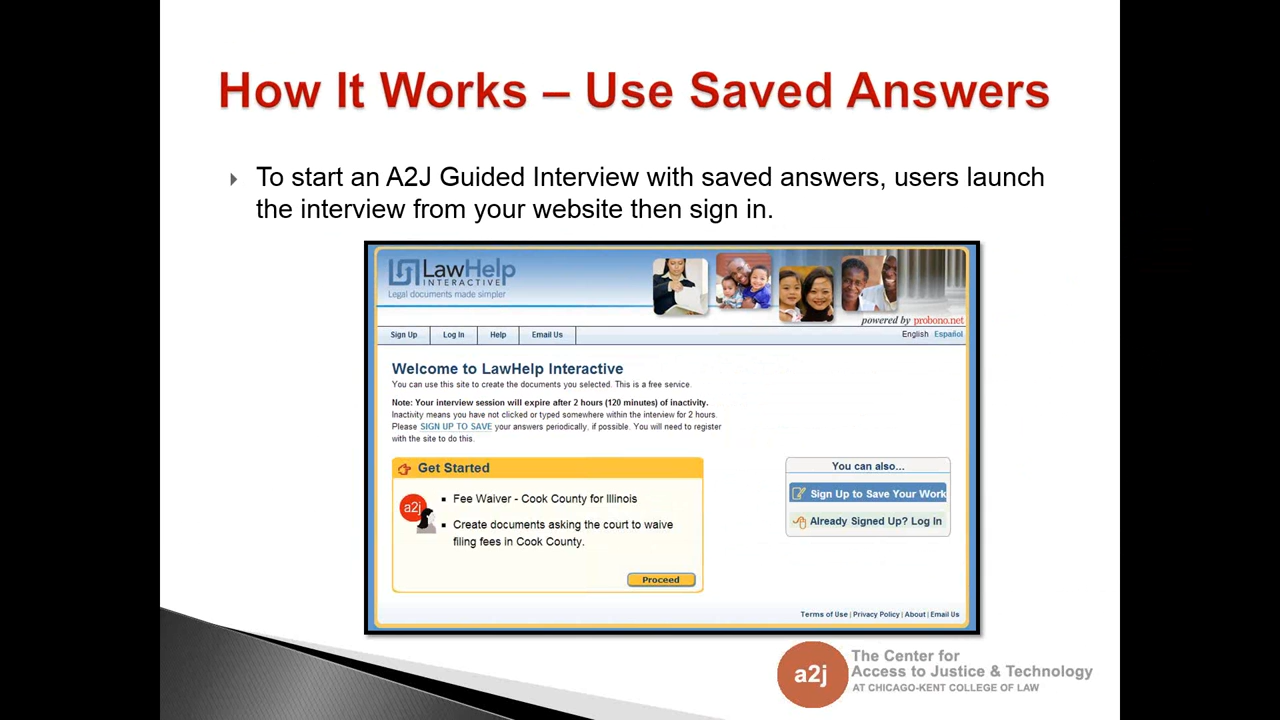 How It Works – Use Saved Answers
To start an A2J Guided Interview with saved answers, users launch
the interview from your website then sign in.
LawHelp
INTERACTIVE
Legal documents made simpler
powered by probono.net
Sign Up Log In Help Email Us
English Español
Welcome to LawHelp Interactive
You can use this site to create the documents you selected. This is a free service.
Note: Your interview session will expire after 2 hours (120 minutes) of inactivity.
Inactivity means you have not clicked or typed somewhere within the interview for 2 hours.
Please SIGN UP TO SAVE your answers periodically, if possible. You will need to register
with the site to do this.
Get Started
a2j
Fee Waiver - Cook County for Illinois
Create documents asking the court to waive
filing fees in Cook County.
Proceed
You can also...
Sign Up to Save Your Work
Already Signed Up? Log In
Terms of Use | Privacy Policy | About | Email Us
a2j
The Center for
Access to Justice & Technology
AT CHICAGO-KENT COLLEGE OF LAW